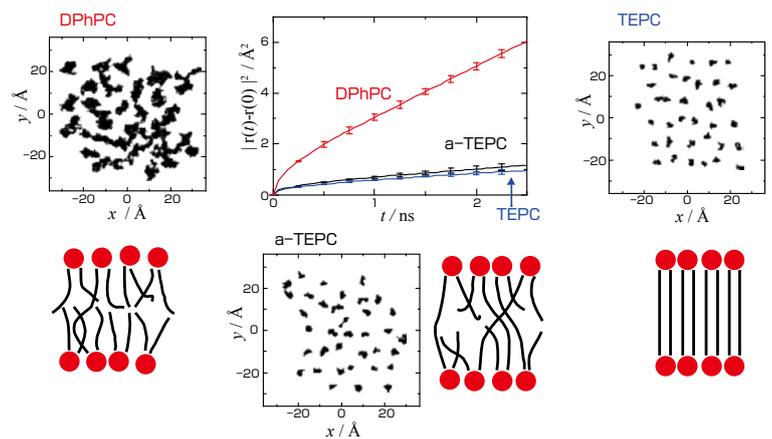 DPhPC
20
0
−20
y / Å
−20
0
20
x / Å
6
4
2
0
| r(t)-r(0) |² / Å²
DPhPC
a-TEPC
TEPC
0
1
2
t / ns
TEPC
20
0
−20
y / Å
−20
0
20
x / Å
a-TEPC
20
0
−20
y / Å
−20
0
20
x / Å